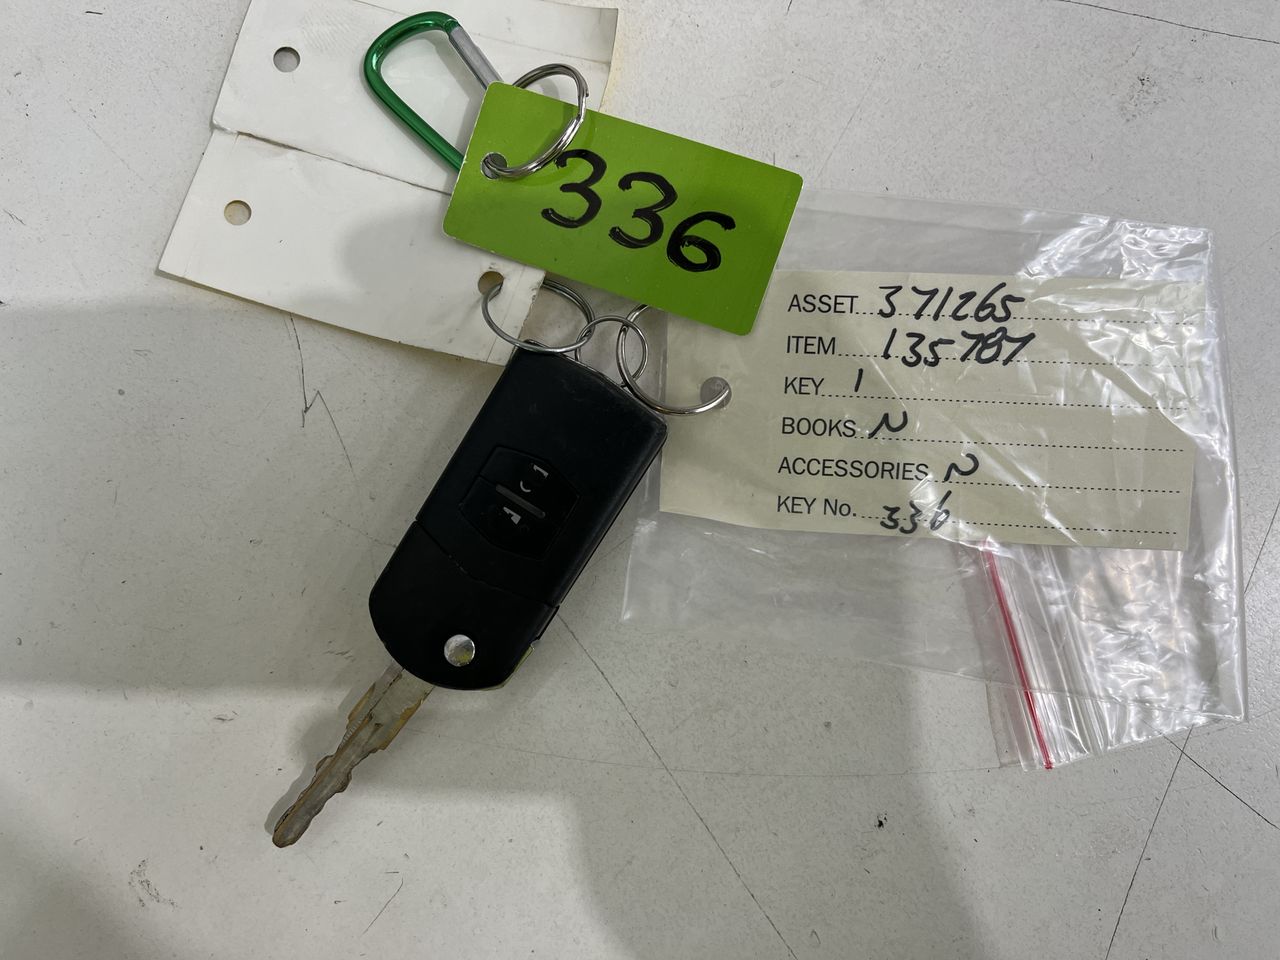 336
ASSET 371265
ITEM 135787
KEY 1
BOOKS N
ACCESSORIES N
KEY No. 336